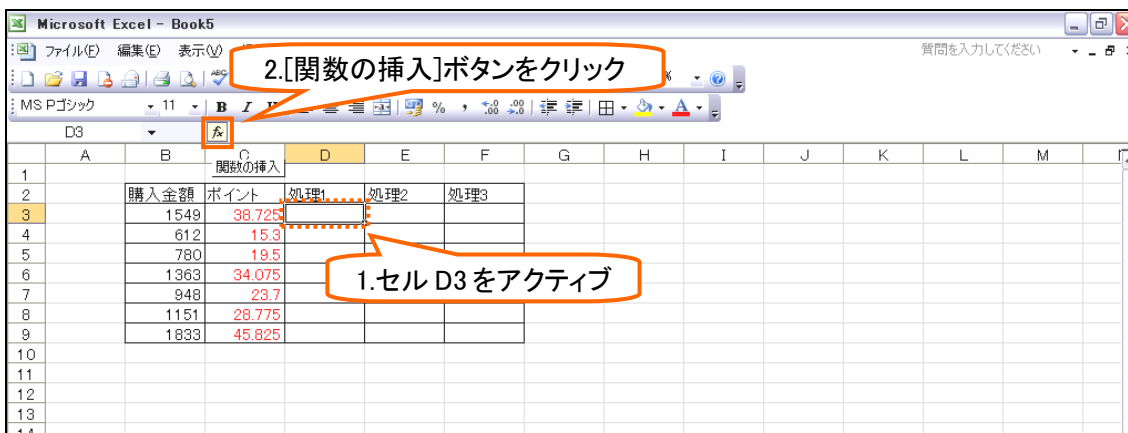 Microsoft Excel - Book5
ファイル(F) 編集(E) 表示(V) 質問を入力してください
2.[関数の挿入]ボタンをクリック
MS Pゴシック 11 B I %
D3 fx
A B C D E F G H I J K L M
関数の挿入
1
2 購入金額 ポイント 処理1 処理2 処理3
3 1549 38.725
4 612 15.3
5 780 19.5
6 1363 34.075
1.セル D3 をアクティブ
7 948 23.7
8 1151 28.775
9 1833 45.825
10
11
12
13